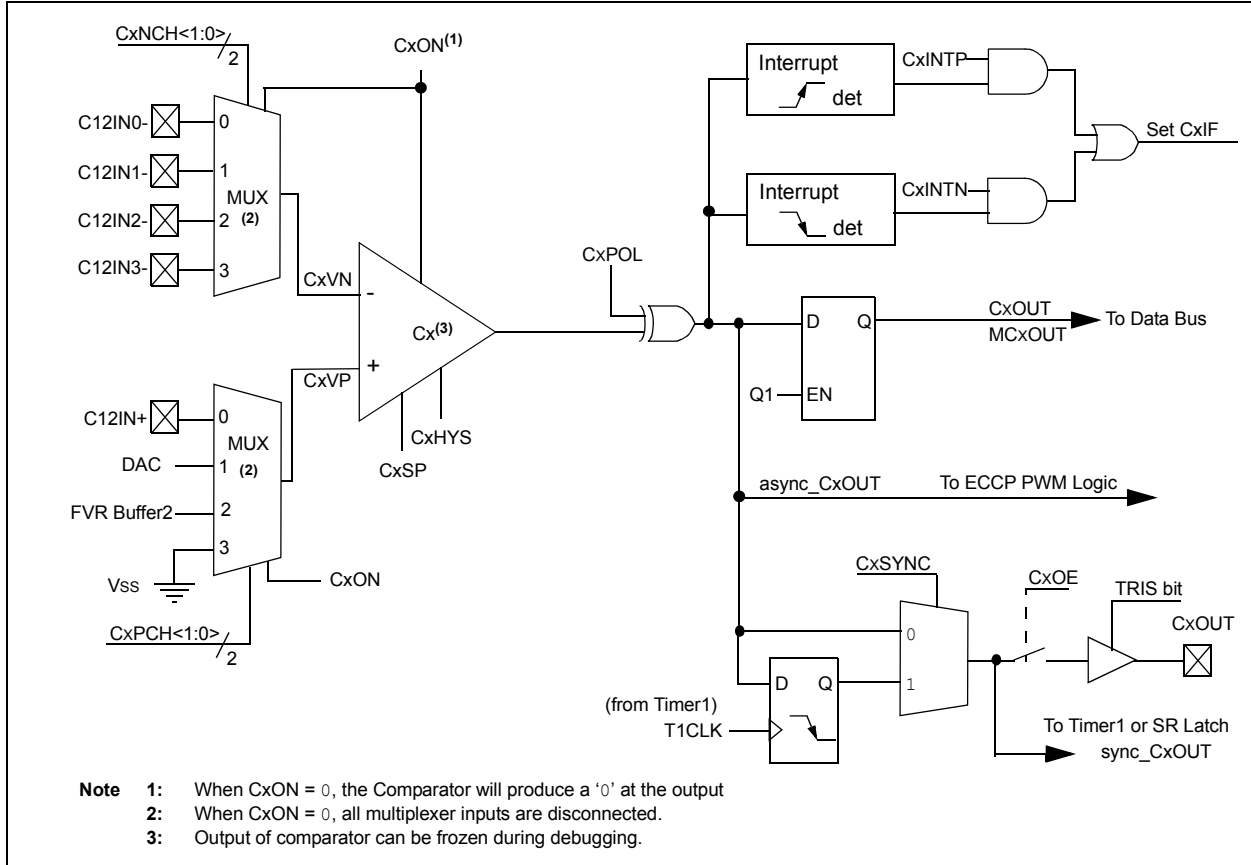 CxNCH<1:0>
2
CxON(1)
C12IN0-
C12IN1-
C12IN2-
C12IN3-
0
1
2
3
MUX
(2)
CxVN
-
Cx(3)
+
CxVP
CxHYS
CxSP
C12IN+
DAC
FVR Buffer2
Vss
0
1
2
3
MUX
(2)
CxON
CxPCH<1:0>
2
CxPOL
Interrupt
det
CxINTP
Interrupt
det
CxINTN
Set CxIF
D
Q
Q1
EN
CxOUT
MCxOUT
To Data Bus
async_CxOUT
To ECCP PWM Logic
CxSYNC
0
1
D
Q
(from Timer1)
T1CLK
CxOE
TRIS bit
CxOUT
To Timer1 or SR Latch
sync_CxOUT
Note 1: When CxON = 0, the Comparator will produce a ‘0’ at the output
2: When CxON = 0, all multiplexer inputs are disconnected.
3: Output of comparator can be frozen during debugging.